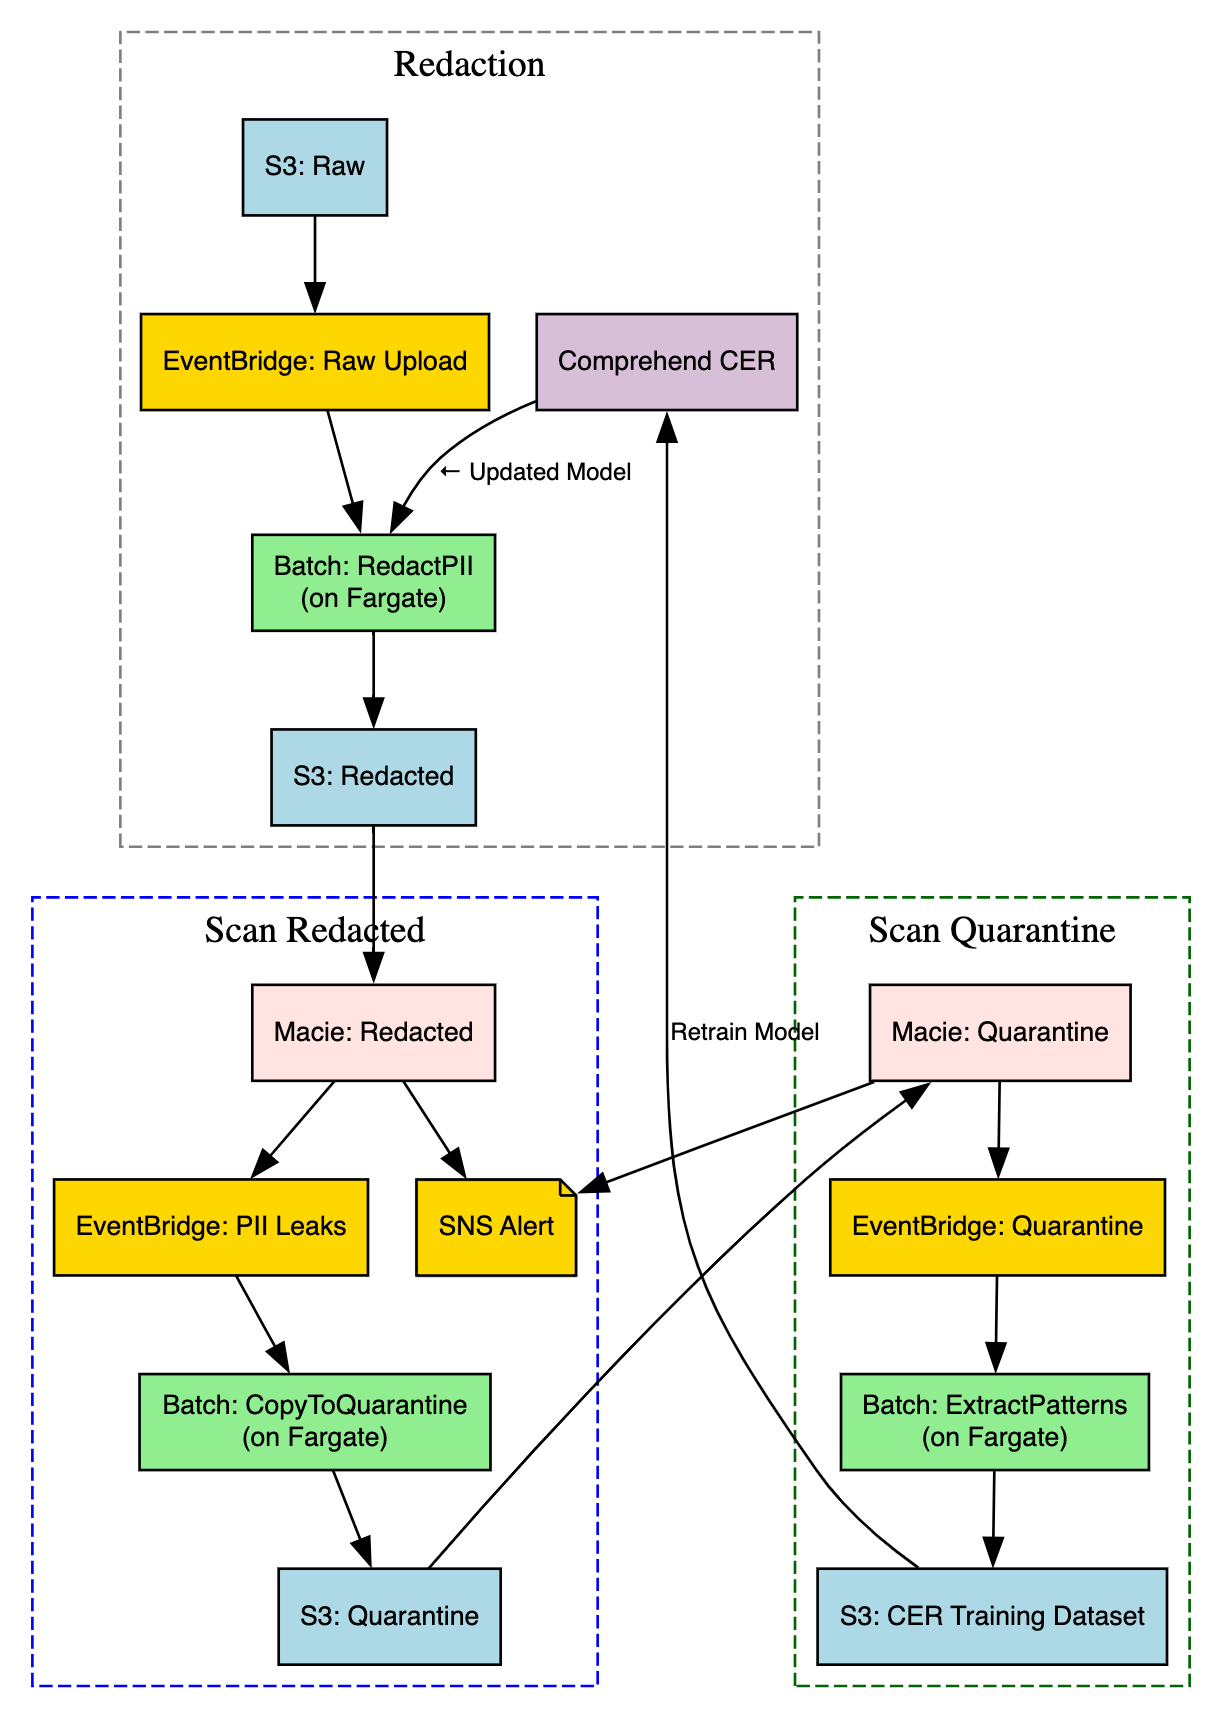 Redaction
S3: Raw
EventBridge: Raw Upload
Comprehend CER
← Updated Model
Batch: RedactPII
(on Fargate)
S3: Redacted
Scan Redacted
Macie: Redacted
EventBridge: PII Leaks
SNS Alert
Batch: CopyToQuarantine
(on Fargate)
S3: Quarantine
Retrain Model
Scan Quarantine
Macie: Quarantine
EventBridge: Quarantine
Batch: ExtractPatterns
(on Fargate)
S3: CER Training Dataset